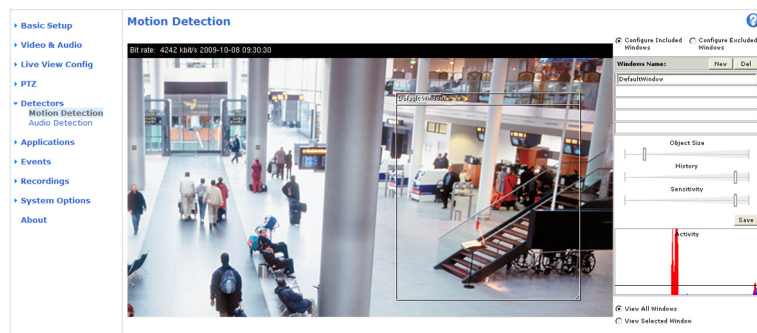 Motion Detection
Basic Setup
Video & Audio
Live View Config
PTZ
Detectors
Motion Detection
Audio Detection
Applications
Events
Recordings
System Options
About
Bit rate: 4242 kbit/s 2009-10-08 09:30:30
DefaultWindow
?
Configure Included Windows
Configure Excluded Windows
Windows Name:
New
Del
DefaultWindow
Object Size
History
Sensitivity
Save
Activity
View All Windows
View Selected Window